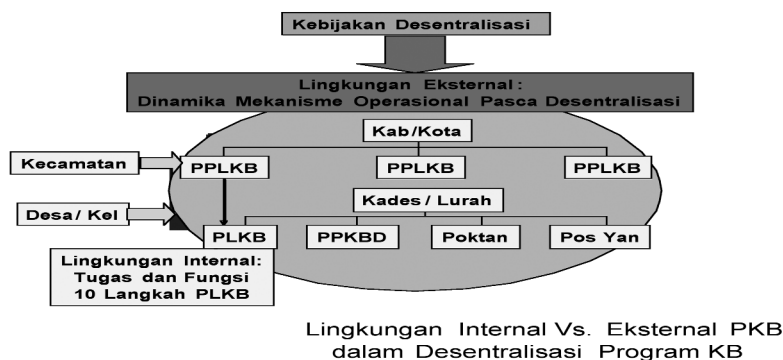 Kebijakan Desentralisasi
Lingkungan Eksternal:
Dinamika Mekanisme Operasional Pasca Desentralisasi
Kab/Kota
Kecamatan
PPLKB
PPLKB
PPLKB
Kades/ Lurah
Desa/ Kel
PLKB
PPKBD
Poktan
Pos Yan
Lingkungan Internal:
Tugas dan Fungsi
10 Langkah PLKB
Lingkungan Internal Vs. Eksternal PKB
dalam Desentralisasi Program KB